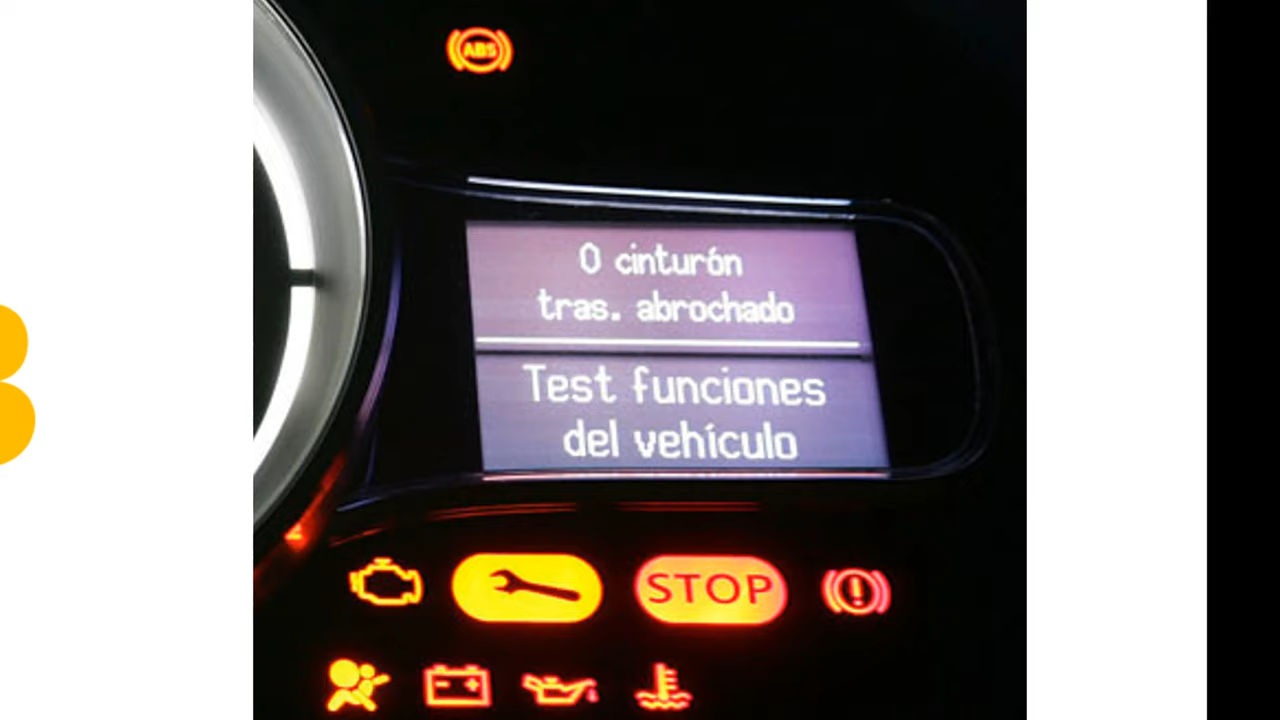 ABS
0 cinturón
tras. abrochado
Test funciones
del vehículo
STOP